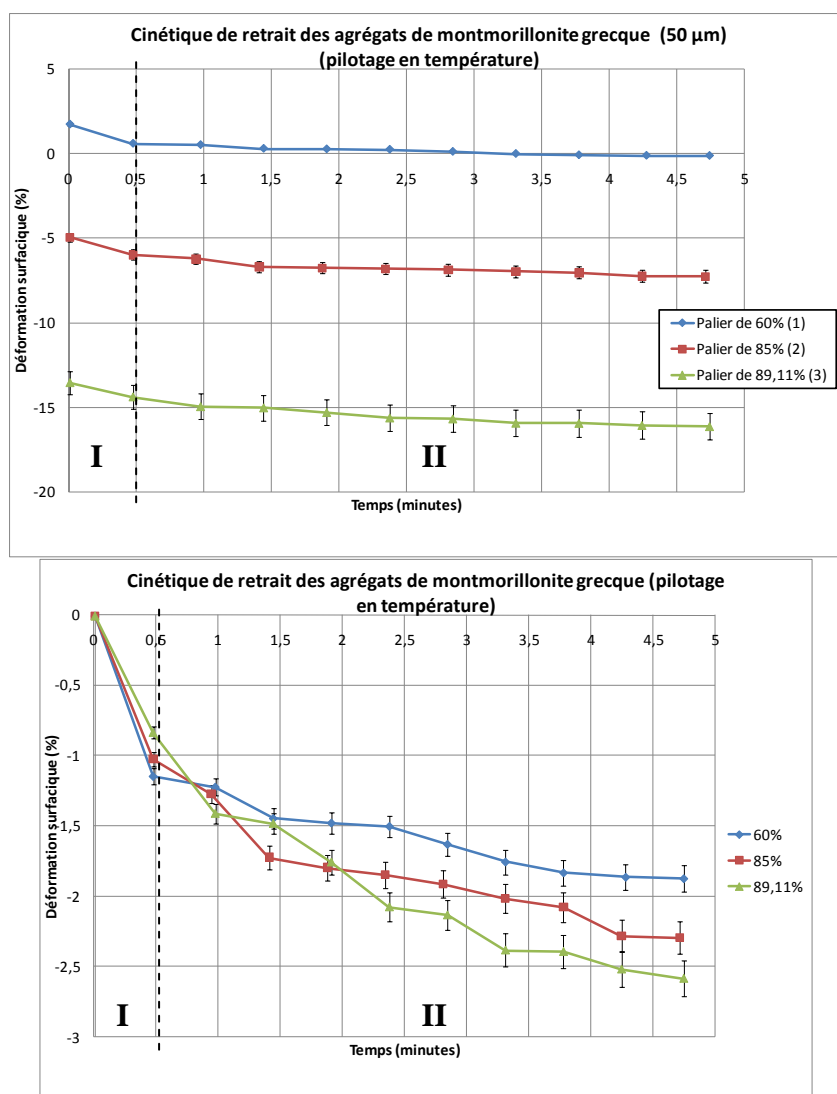 Cinétique de retrait des agrégats de montmorillonite grecque (50 µm)
(pilotage en température)
Déformation surfacique (%)
5
0
-5
-10
-15
-20
0
0,5
1
1,5
2
2,5
3
3,5
4
4,5
5
Palier de 60% (1)
Palier de 85% (2)
Palier de 89,11% (3)
I
II
Temps (minutes)
Cinétique de retrait des agrégats de montmorillonite grecque (pilotage
en température)
Déformation surfacique (%)
0
-0,5
-1
-1,5
-2
-2,5
-3
0
0,5
1
1,5
2
2,5
3
3,5
4
4,5
5
60%
85%
89,11%
I
II
Temps (minutes)